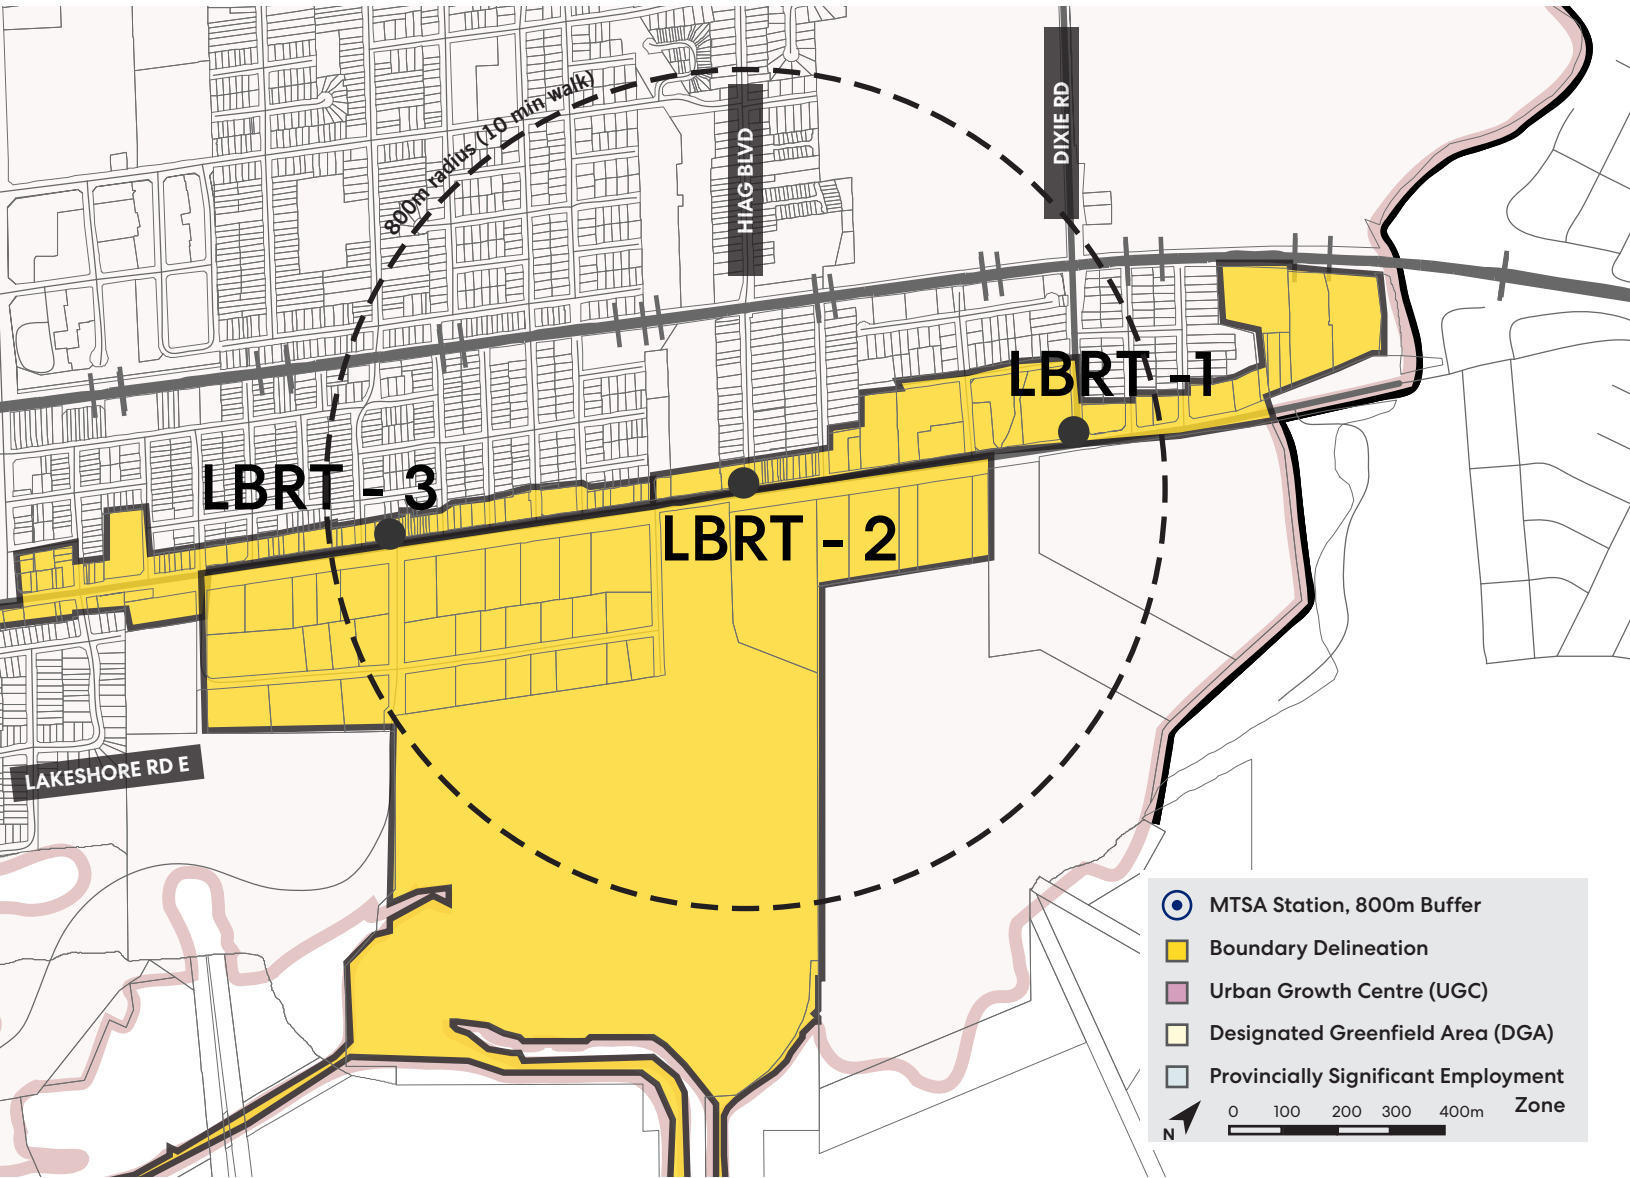 800m radius (10 min walk)
HIAG BLVD
DIXIE RD
LBRT -1
LBRT - 3
LBRT - 2
LAKESHORE RD E
MTSA Station, 800m Buffer
Boundary Delineation
Urban Growth Centre (UGC)
Designated Greenfield Area (DGA)
Provincially Significant Employment
Zone
N
0 100 200 300 400m